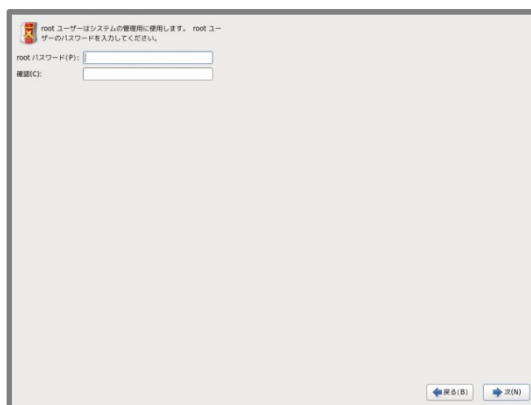 root ユーザーはシステムの管理用に使用します。 root ユー
ザーのパスワードを入力してください。
root パスワード(P):
確認(C):
戻る(B)
次(N)